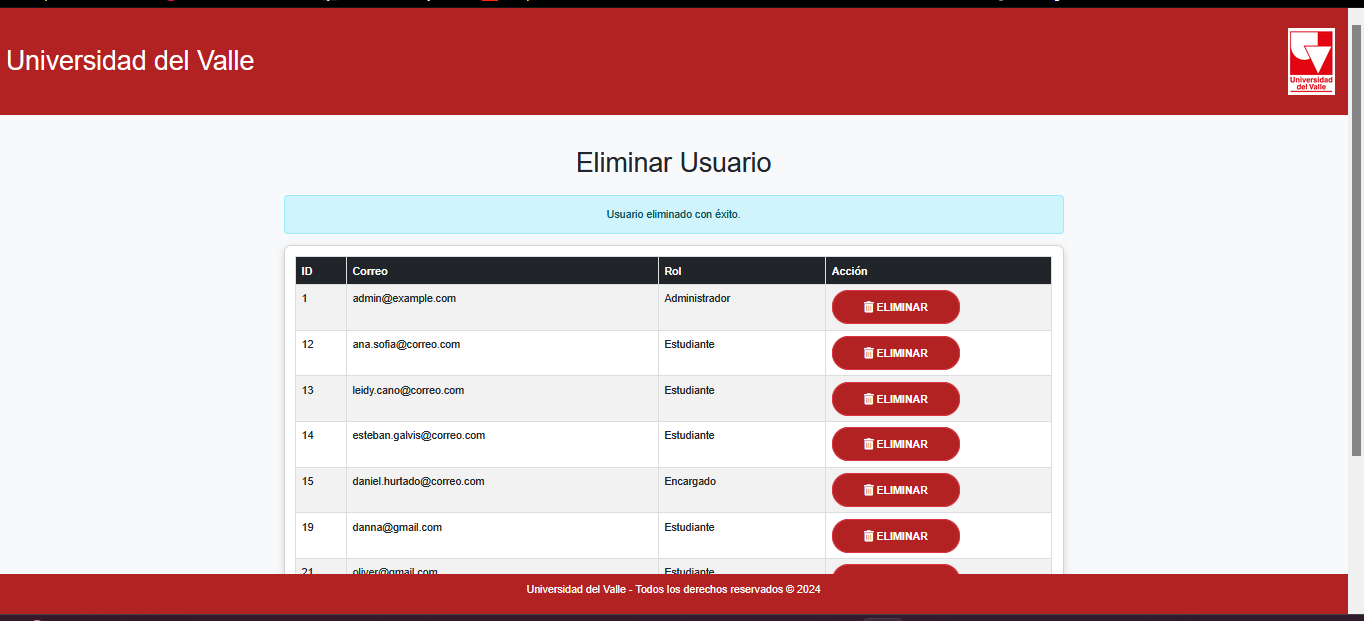 Universidad del Valle
Universidad
del Valle
Eliminar Usuario
Usuario eliminado con éxito.
ID Correo Rol Acción
1 admin@example.com Administrador ELIMINAR
12 ana.sofia@correo.com Estudiante ELIMINAR
13 leidy.cano@correo.com Estudiante ELIMINAR
14 esteban.galvis@correo.com Estudiante ELIMINAR
15 daniel.hurtado@correo.com Encargado ELIMINAR
19 danna@gmail.com Estudiante ELIMINAR
21 oliver@gmail.com Estudiante
Universidad del Valle - Todos los derechos reservados © 2024